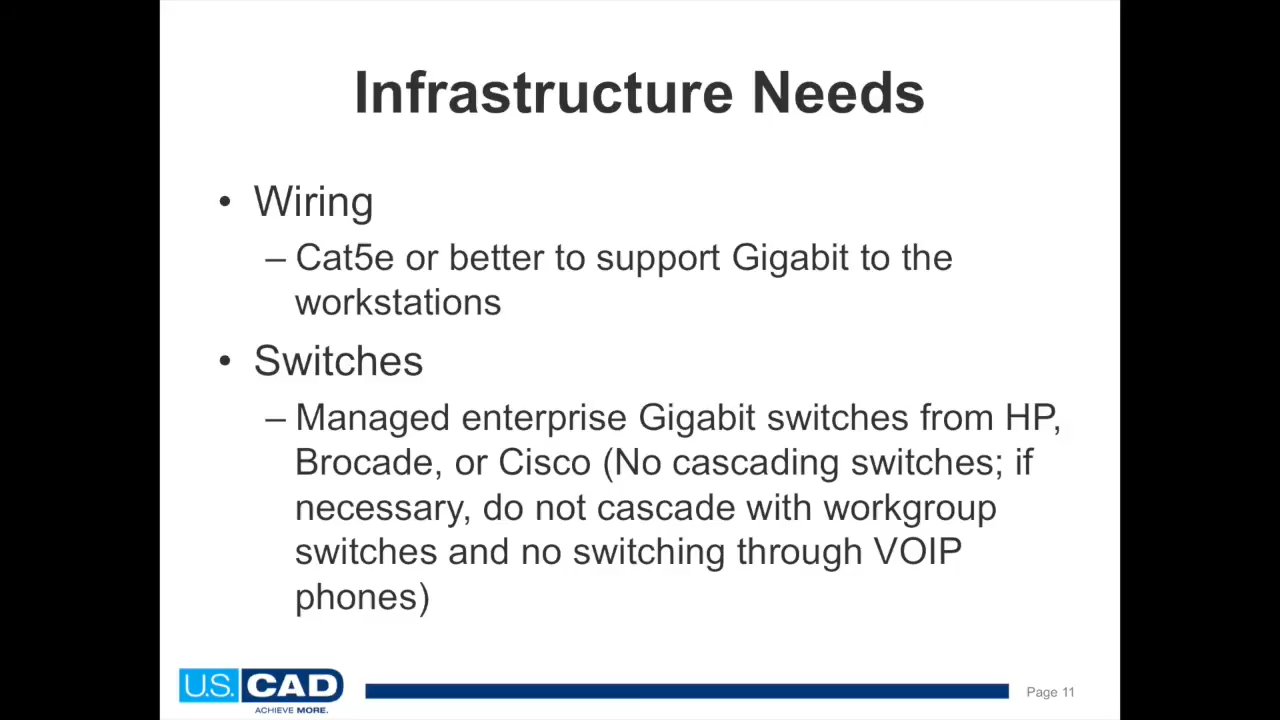 Infrastructure Needs
• Wiring
– Cat5e or better to support Gigabit to the
workstations
• Switches
– Managed enterprise Gigabit switches from HP,
Brocade, or Cisco (No cascading switches; if
necessary, do not cascade with workgroup
switches and no switching through VOIP
phones)
U.S. CAD
ACHIEVE MORE.
Page 11